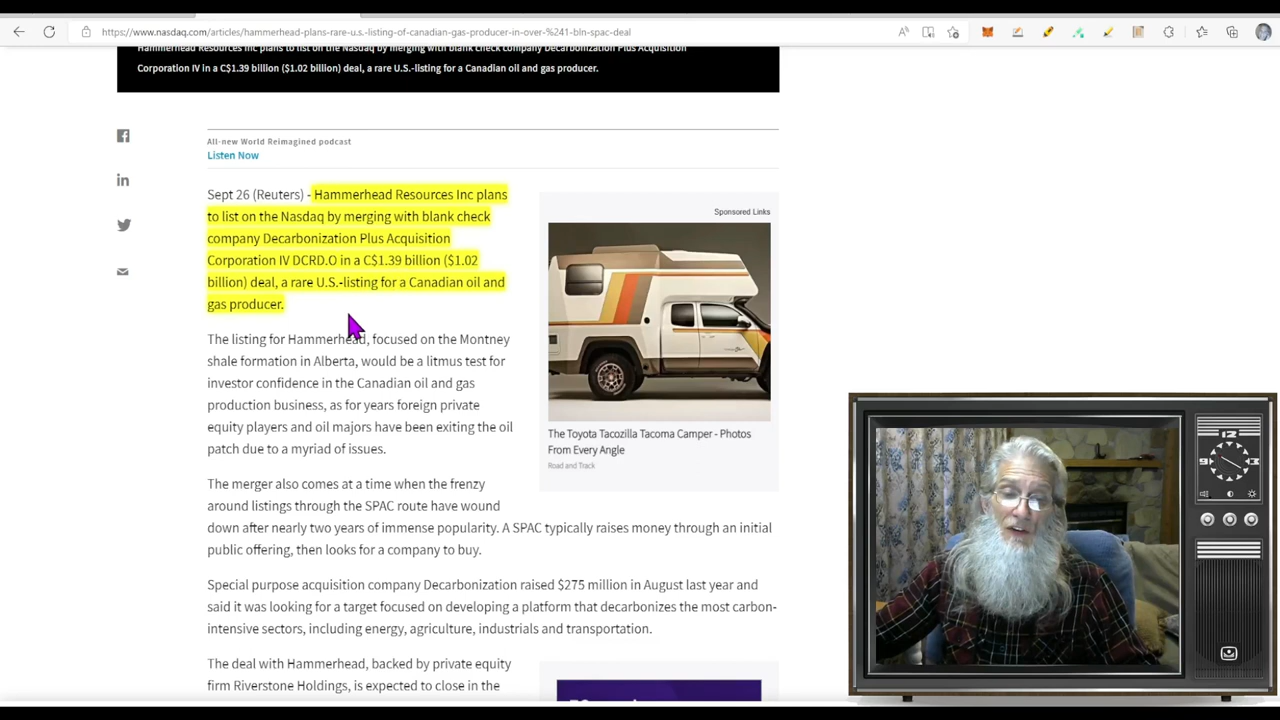 https://www.nasdaq.com/articles/hammerhead-plans-rare-u.s.-listing-of-canadian-gas-producer-in-over-%241-bln-spac-deal
Hammerhead Resources Inc plans to list on the Nasdaq by merging with blank check company Decarbonization Plus Acquisition
Corporation IV in a C$1.39 billion ($1.02 billion) deal, a rare U.S.-listing for a Canadian oil and gas producer.
All-new World Reimagined podcast
Listen Now
Sept 26 (Reuters) - Hammerhead Resources Inc plans
to list on the Nasdaq by merging with blank check
company Decarbonization Plus Acquisition
Corporation IV DCRD.O in a C$1.39 billion ($1.02
billion) deal, a rare U.S.-listing for a Canadian oil and
gas producer.
The listing for Hammerhead, focused on the Montney
shale formation in Alberta, would be a litmus test for
investor confidence in the Canadian oil and gas
production business, as for years foreign private
equity players and oil majors have been exiting the oil
patch due to a myriad of issues.
Sponsored Links
The Toyota Tacozilla Tacoma Camper - Photos
From Every Angle
Road and Track
The merger also comes at a time when the frenzy
around listings through the SPAC route have wound
down after nearly two years of immense popularity. A SPAC typically raises money through an initial
public offering, then looks for a company to buy.
Special purpose acquisition company Decarbonization raised $275 million in August last year and
said it was looking for a target focused on developing a platform that decarbonizes the most carbon-
intensive sectors, including energy, agriculture, industrials and transportation.
The deal with Hammerhead, backed by private equity
firm Riverstone Holdings, is expected to close in the
12
9
3